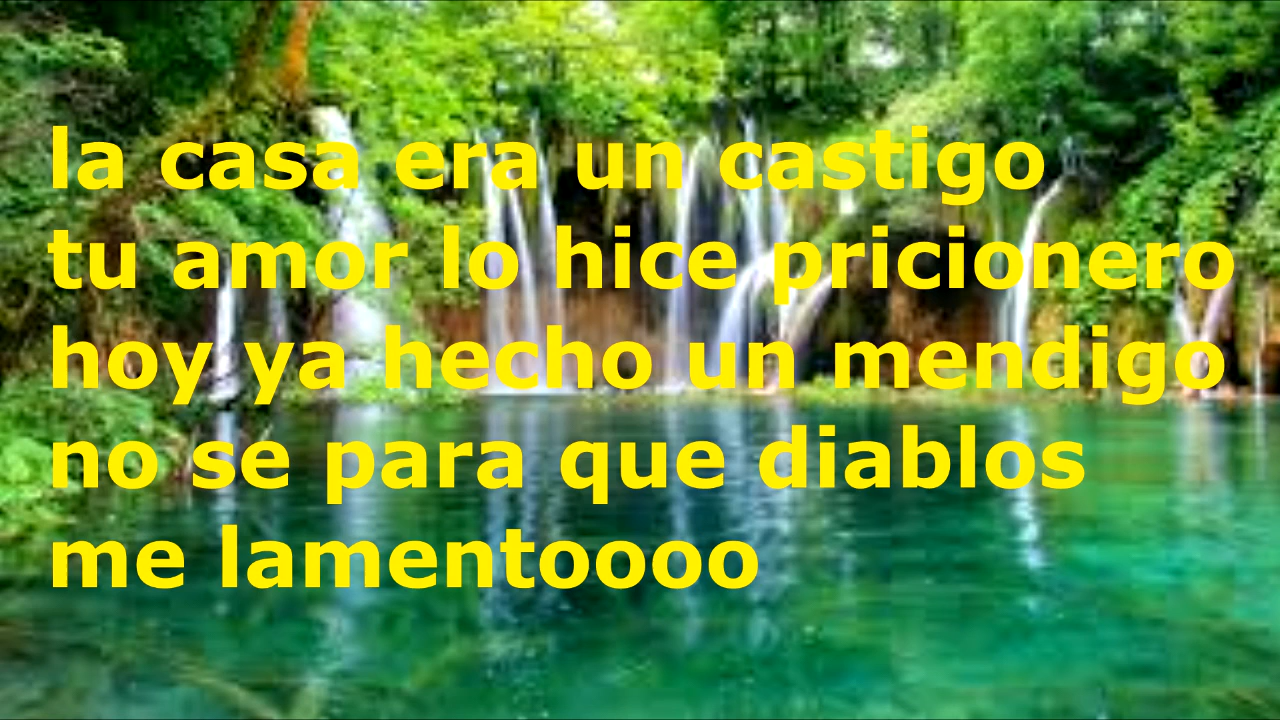 la casa era un castigo
tu amor lo hice pricionero
hoy ya hecho un mendigo
no se para que diablos
me lamentoooo